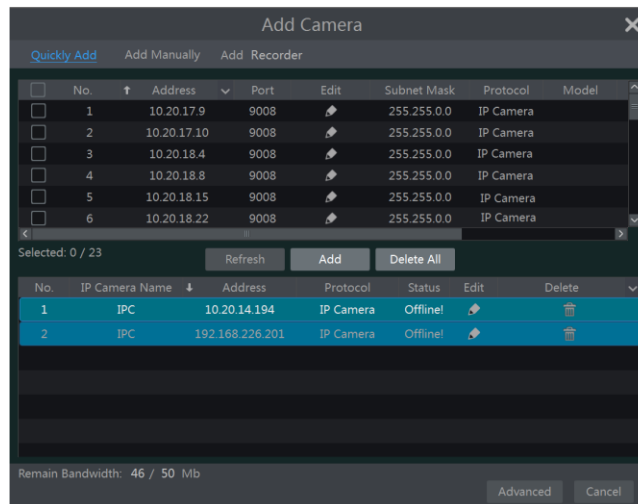 Add Camera
Quickly Add Add Manually Add Recorder
No. Address Port Edit Subnet Mask Protocol Model
1 10.20.17.9 9008 255.255.0.0 IP Camera
2 10.20.17.10 9008 255.255.0.0 IP Camera
3 10.20.18.4 9008 255.255.0.0 IP Camera
4 10.20.18.8 9008 255.255.0.0 IP Camera
5 10.20.18.15 9008 255.255.0.0 IP Camera
6 10.20.18.22 9008 255.255.0.0 IP Camera
Selected: 0 / 23
Refresh Add Delete All
No. IP Camera Name Address Protocol Status Edit Delete
1 IPC 10.20.14.194 IP Camera Offline!
2 IPC 192.168.226.201 IP Camera Offline!
Remain Bandwidth: 46 / 50 Mb
Advanced Cancel